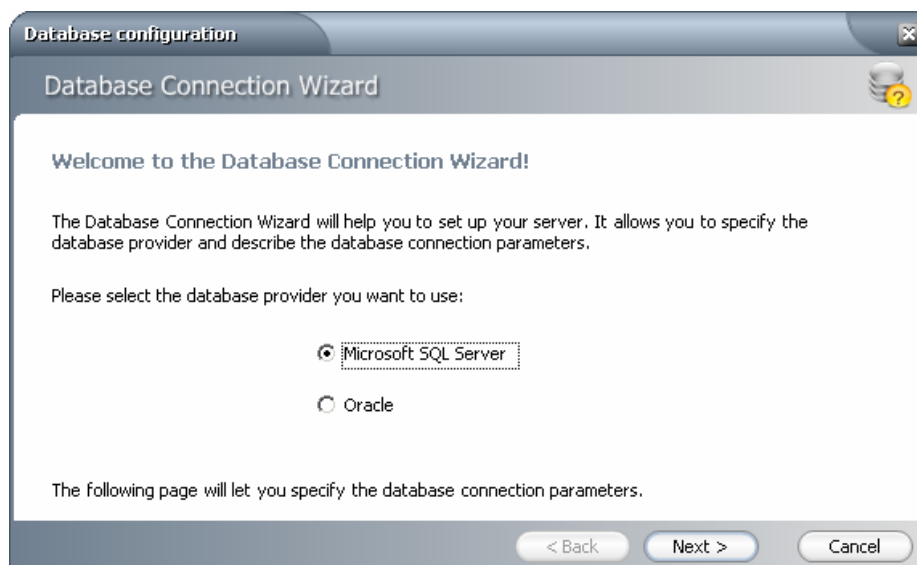 Database configuration
Database Connection Wizard
Welcome to the Database Connection Wizard!
The Database Connection Wizard will help you to set up your server. It allows you to specify the
database provider and describe the database connection parameters.
Please select the database provider you want to use:
Microsoft SQL Server
Oracle
The following page will let you specify the database connection parameters.
< Back
Next >
Cancel